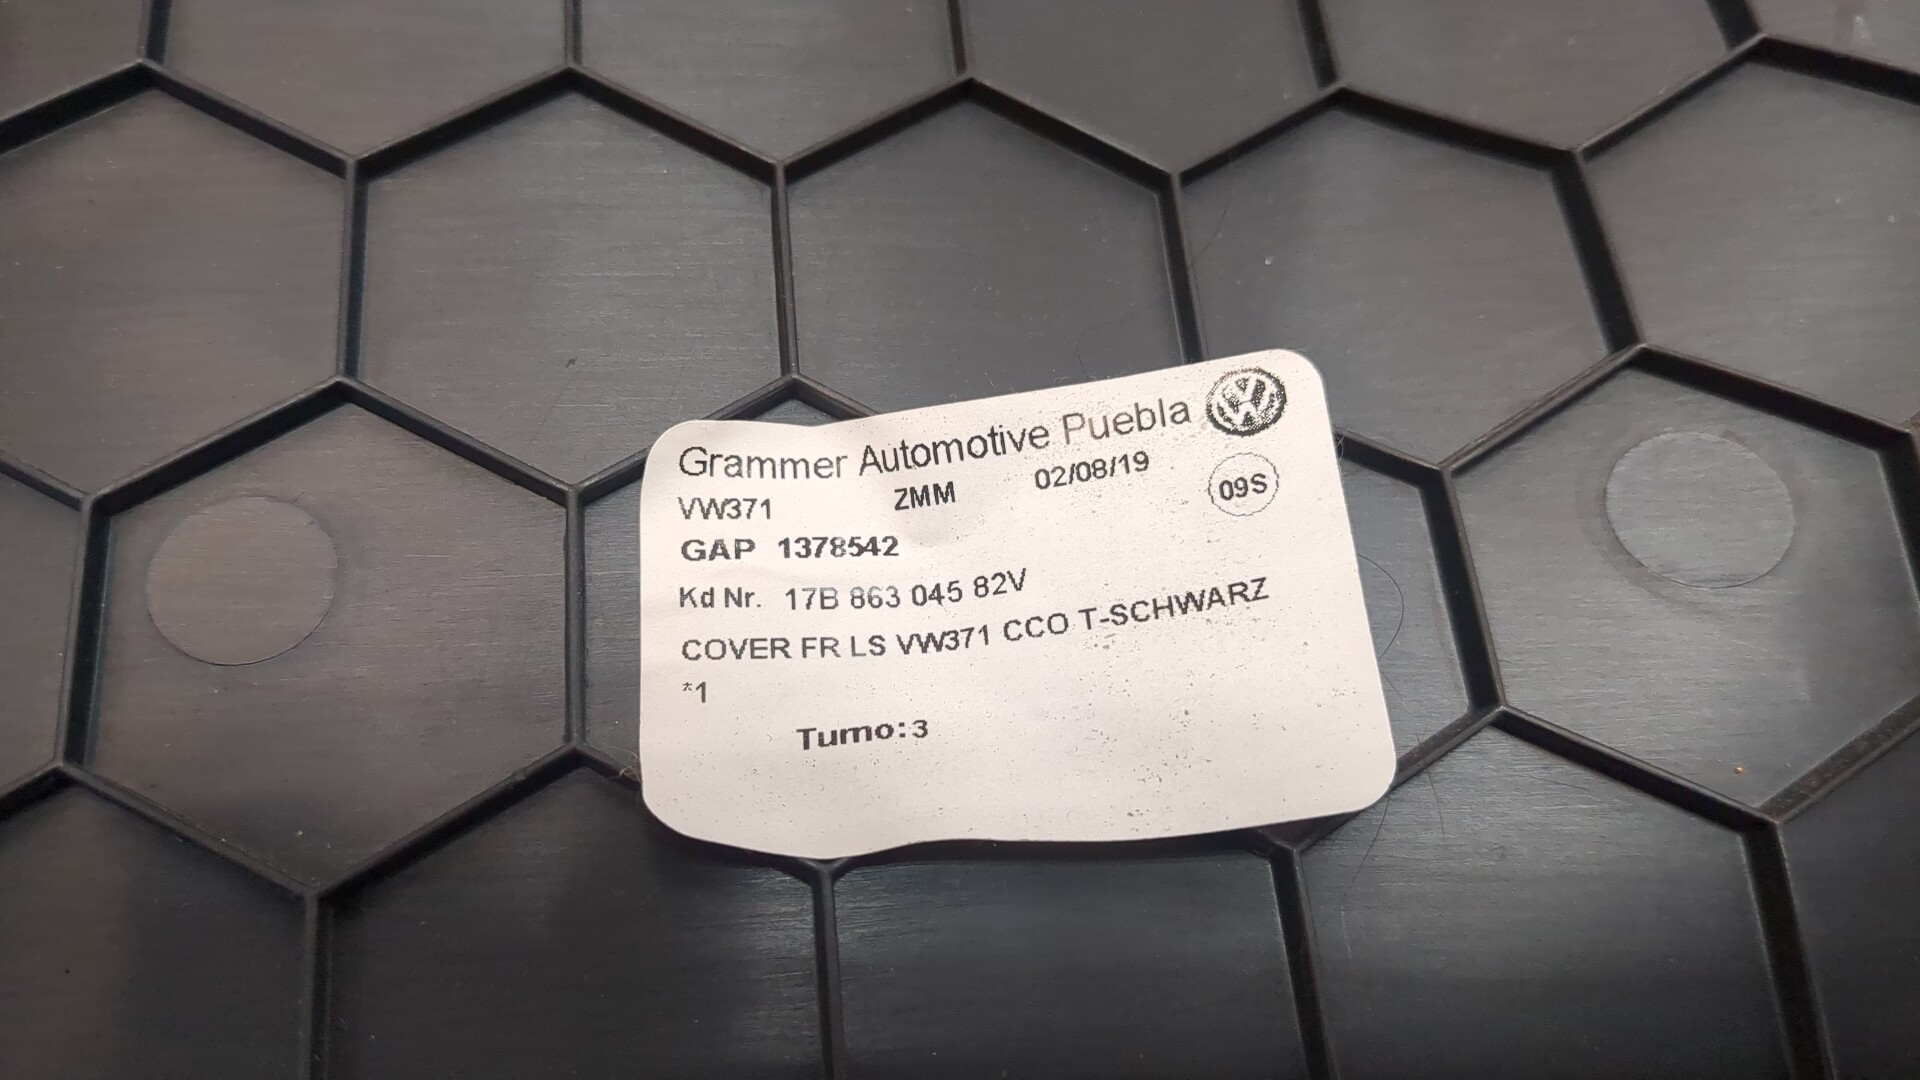 Grammer Automotive Puebla
VW371 ZMM 02/08/19 09S
GAP 1378542
Kd Nr. 17B 863 045 82V
COVER FR LS VW371 CCO T-SCHWARZ
*1
Turno:3